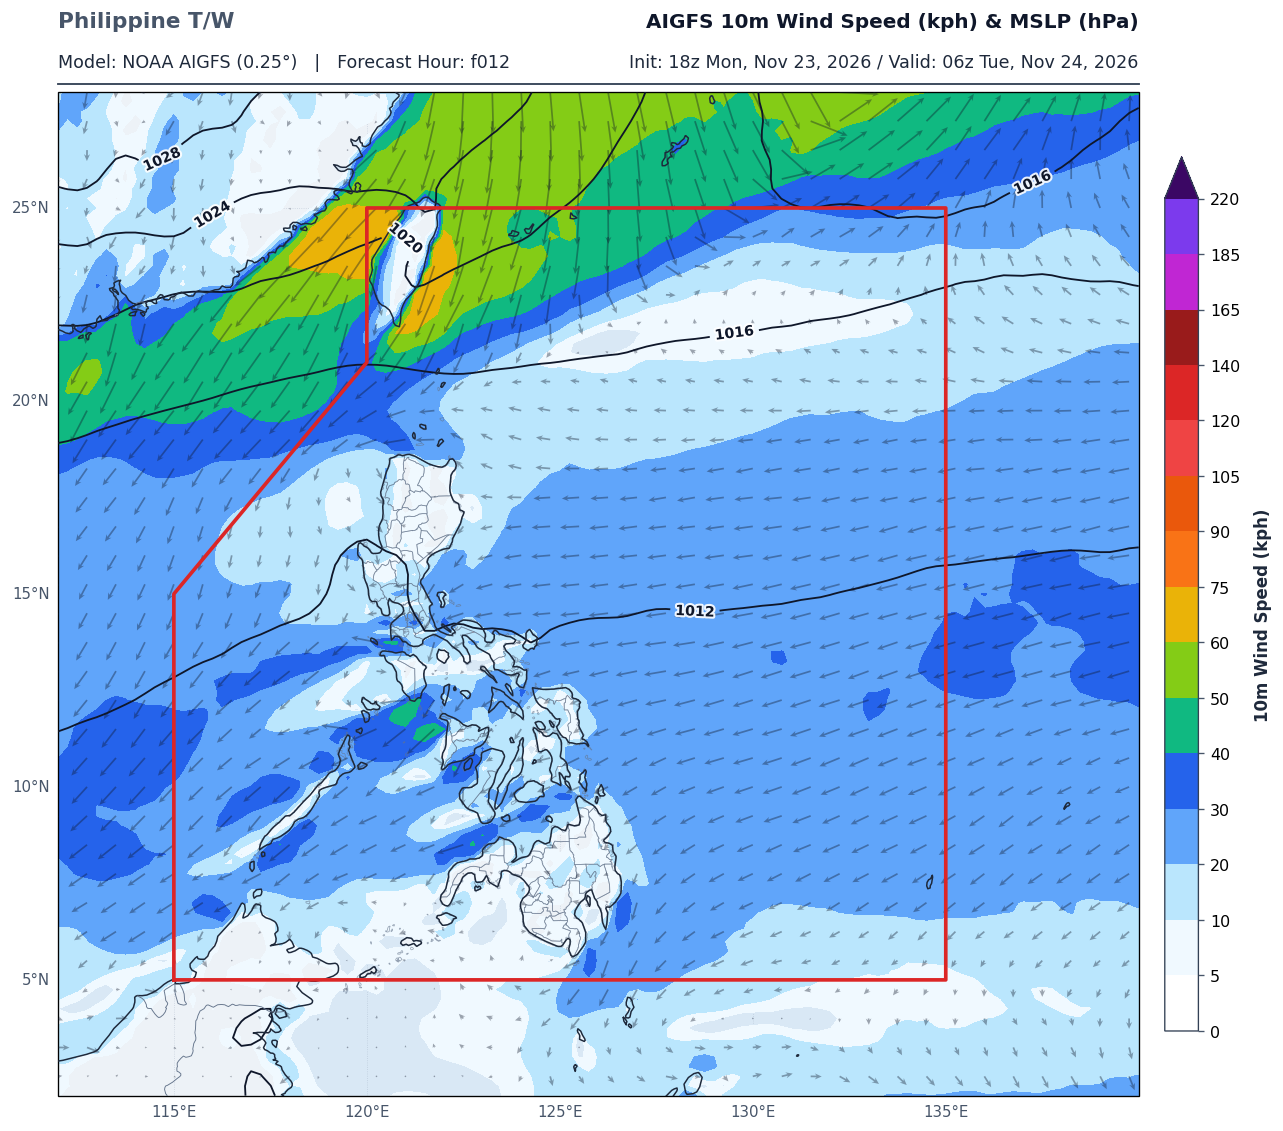 Philippine T/W
AIGFS 10m Wind Speed (kph) & MSLP (hPa)
Model: NOAA AIGFS (0.25°)   |   Forecast Hour: f012
Init: 18z Mon, Nov 23, 2026 / Valid: 06z Tue, Nov 24, 2026
1028
1024
1020
1016
1016
1012
25°N
20°N
15°N
10°N
5°N
115°E
120°E
125°E
130°E
135°E
220
185
165
140
120
105
90
75
60
50
40
30
20
10
5
0
10m Wind Speed (kph)